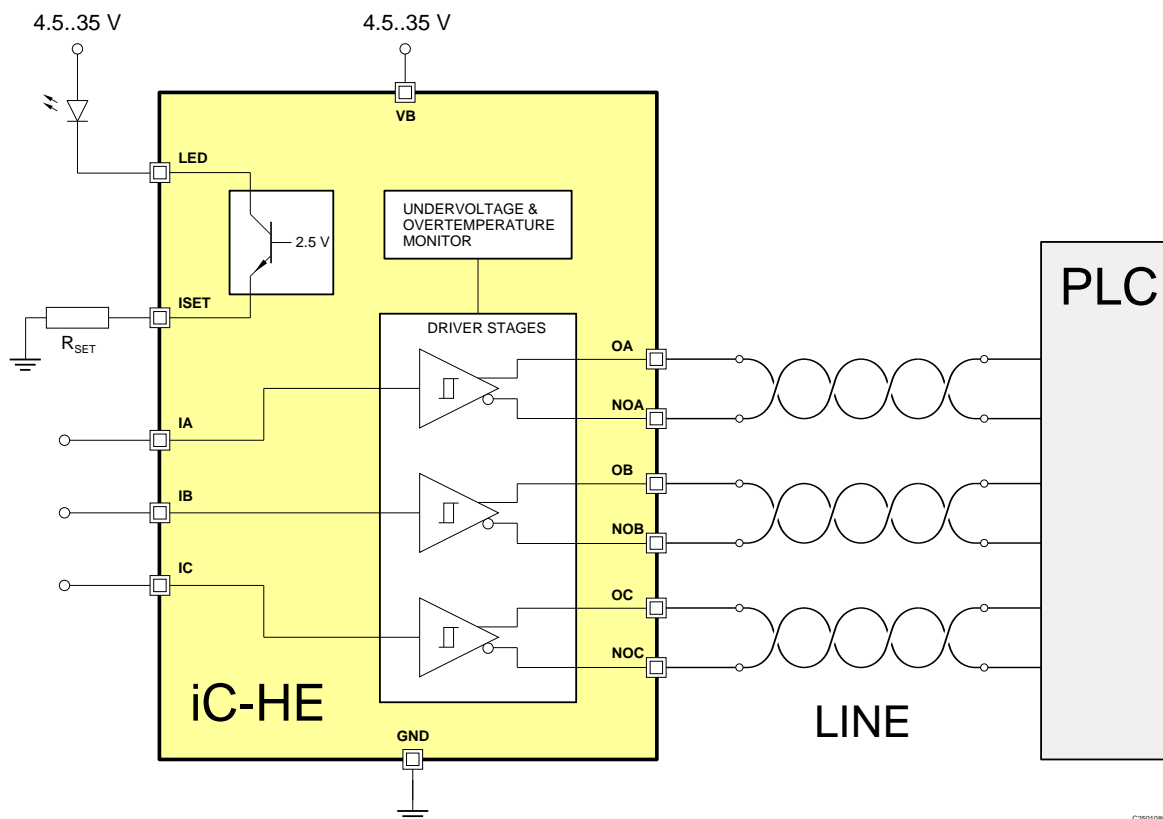 4.5..35 V
4.5..35 V
VB
LED
2.5 V
UNDERVOLTAGE &
OVERTEMPERATURE
MONITOR
ISET
RSET
DRIVER STAGES
PLC
OA
NOA
IA
OB
IB
NOB
IC
OC
NOC
iC-HE
LINE
GND